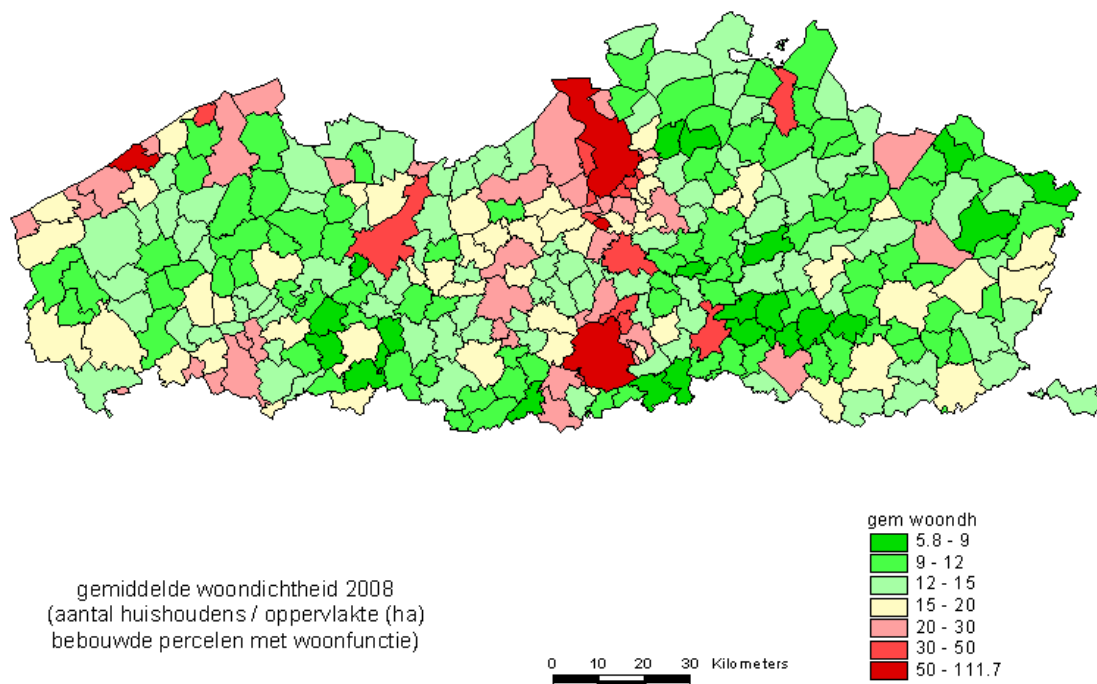 gem woondh
5.8 - 9
9 - 12
12 - 15
15 - 20
20 - 30
30 - 50
50 - 111.7
gemiddelde woondichtheid 2008
(aantal huishoudens / oppervlakte (ha)
bebouwde percelen met woonfunctie)
0 10 20 30 Kilometers